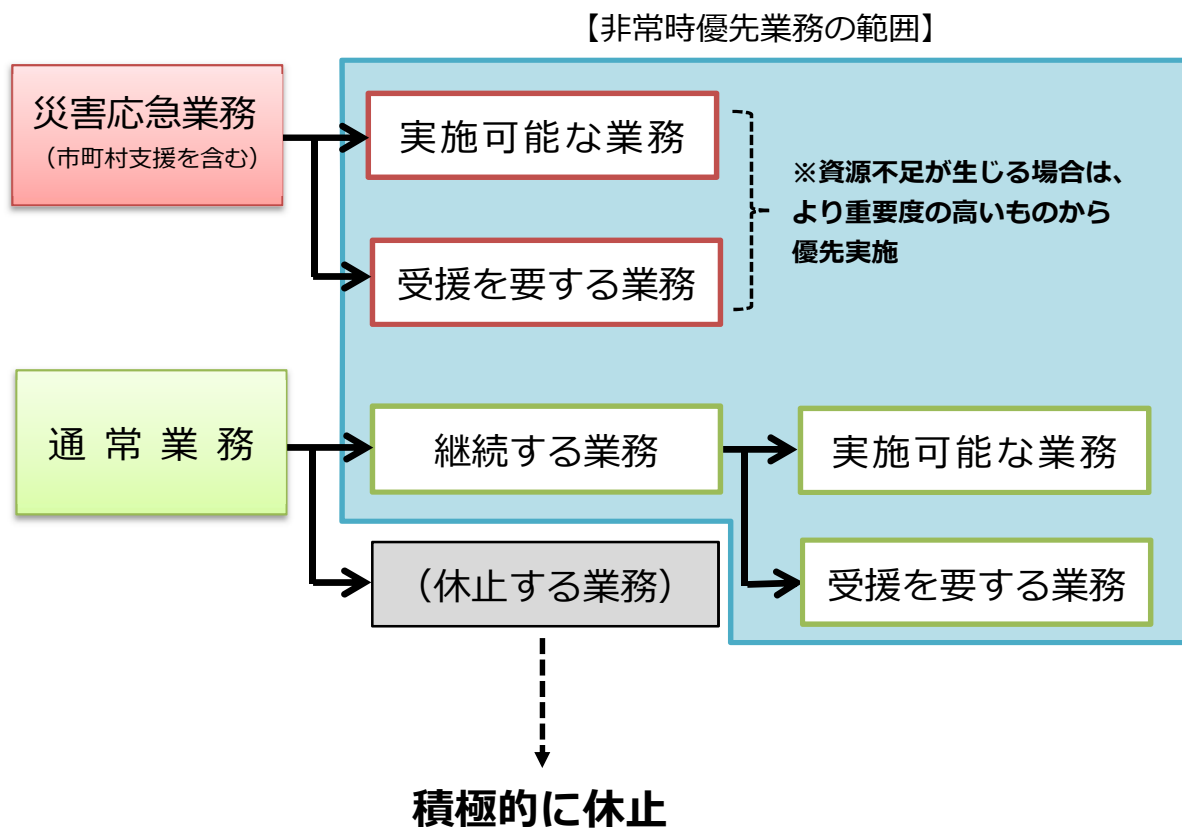 【非常時優先業務の範囲】
災害応急業務
（市町村支援を含む）
実施可能な業務
受援を要する業務
※資源不足が生じる場合は、
より重要度の高いものから
優先実施
通常業務
継続する業務
（休止する業務）
実施可能な業務
受援を要する業務
積極的に休止